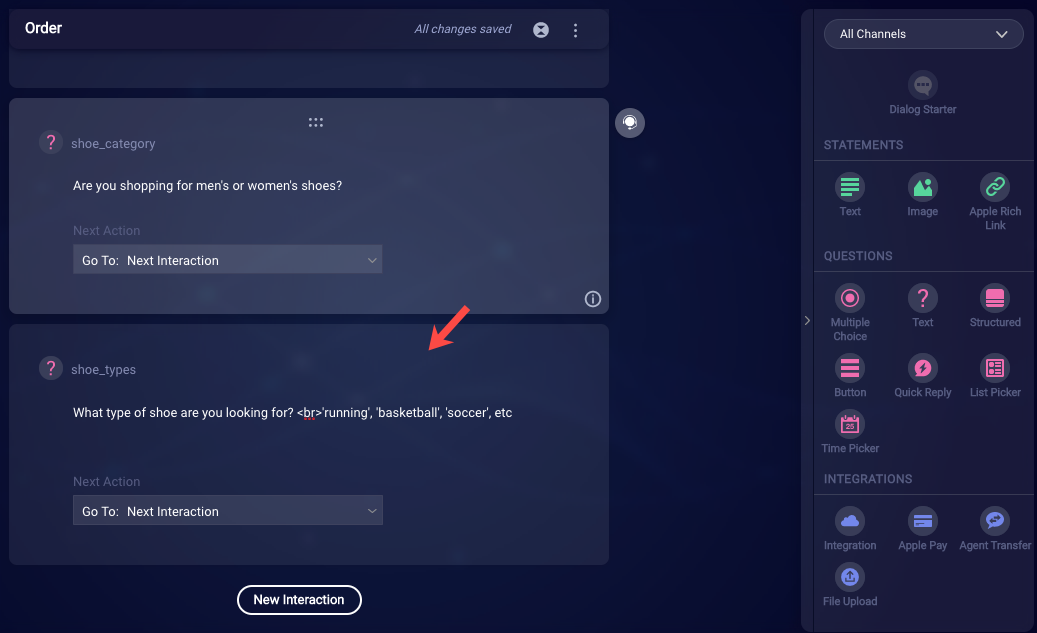 Order
All changes saved
?
shoe_category
Are you shopping for men's or women's shoes?
Next Action
Go To: Next Interaction
?
shoe_types
What type of shoe are you looking for? <br>'running', 'basketball', 'soccer', etc
Next Action
Go To: Next Interaction
New Interaction
All Channels
Dialog Starter
STATEMENTS
Text
Image
Apple Rich
Link
QUESTIONS
?
Multiple
Choice
Text
Structured
Button
Quick Reply
List Picker
25
Time Picker
INTEGRATIONS
Integration
Apple Pay
Agent Transfer
File Upload